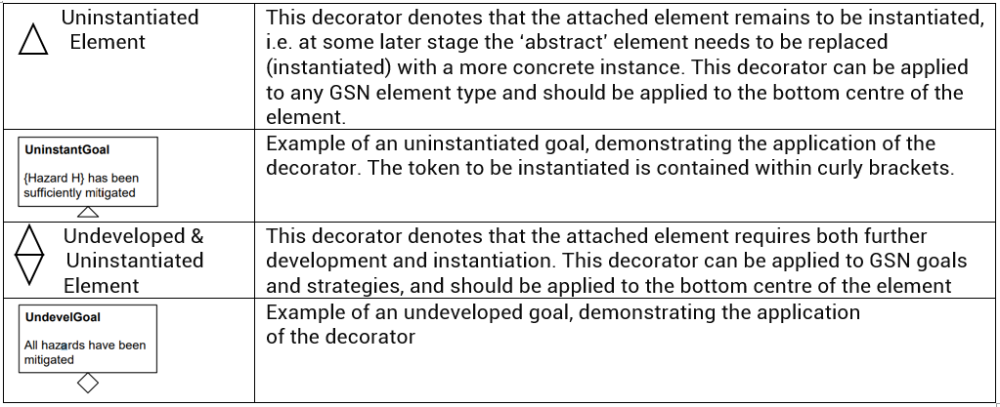 Uninstantiated
Element
This decorator denotes that the attached element remains to be instantiated,
i.e. at some later stage the ‘abstract’ element needs to be replaced
(instantiated) with a more concrete instance. This decorator can be applied
to any GSN element type and should be applied to the bottom centre of the
element.
UninstantGoal
{Hazard H} has been
sufficiently mitigated
Example of an uninstantiated goal, demonstrating the application of the
decorator. The token to be instantiated is contained within curly brackets.
Undeveloped &
Uninstantiated
Element
This decorator denotes that the attached element requires both further
development and instantiation. This decorator can be applied to GSN goals
and strategies, and should be applied to the bottom centre of the element
UndevelGoal
All hazards have been
mitigated
Example of an undeveloped goal, demonstrating the application
of the decorator